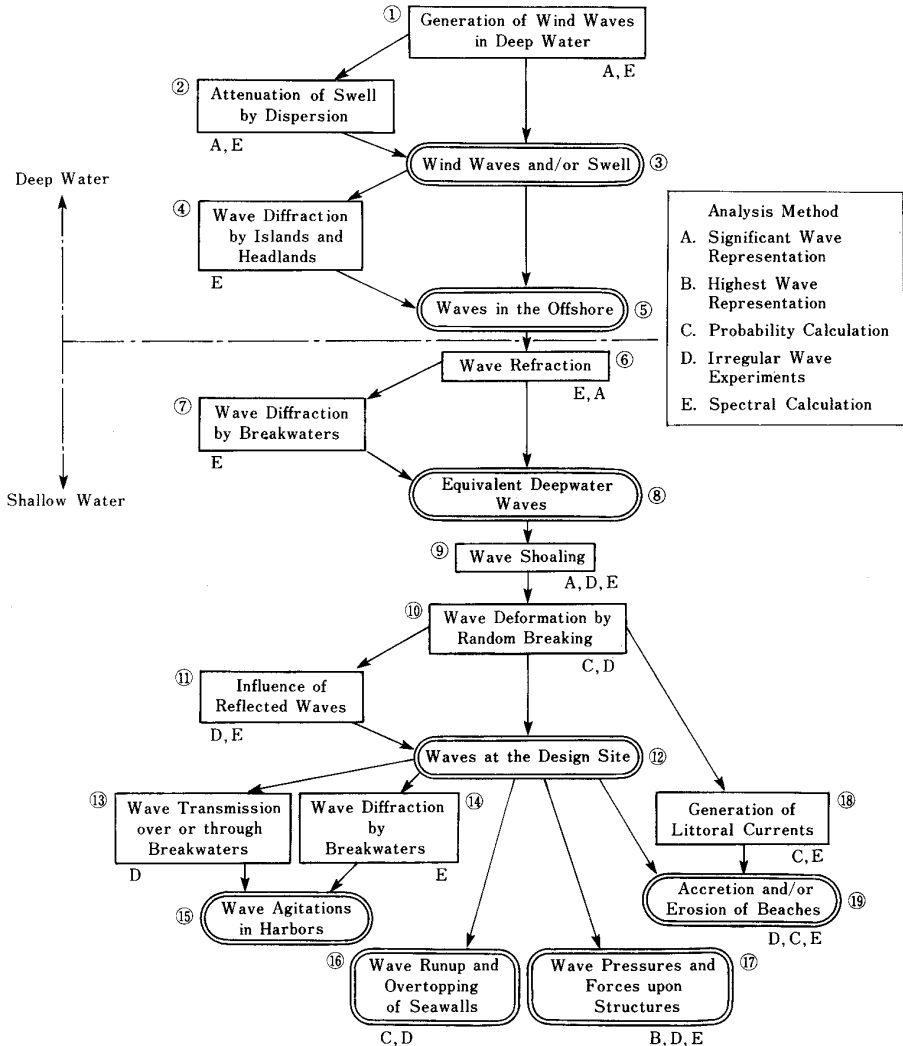 ① Generation of Wind Waves
in Deep Water
A, E
② Attenuation of Swell
by Dispersion
A, E
Wind Waves and/or Swell ③
Deep Water
④ Wave Diffraction
by Islands and
Headlands
E
Waves in the Offshore ⑤
Analysis Method
A. Significant Wave
Representation
B. Highest Wave
Representation
C. Probability Calculation
D. Irregular Wave
Experiments
E. Spectral Calculation
Wave Refraction ⑥
E, A
⑦ Wave Diffraction
by Breakwaters
E
Shallow Water
Equivalent Deepwater
Waves ⑧
⑨ Wave Shoaling
A, D, E
⑩ Wave Deformation by
Random Breaking
C, D
⑪ Influence of
Reflected Waves
D, E
Waves at the Design Site ⑫
⑬ Wave Transmission
over or through
Breakwaters
D
Wave Diffraction ⑭
by
Breakwaters
E
Generation of ⑱
Littoral Currents
C, E
⑮ Wave Agitations
in Harbors
Accretion and/or
Erosion of Beaches ⑲
D, C, E
⑯ Wave Runup and
Overtopping
of Seawalls
C, D
Wave Pressures and ⑰
Forces upon
Structures
B, D, E